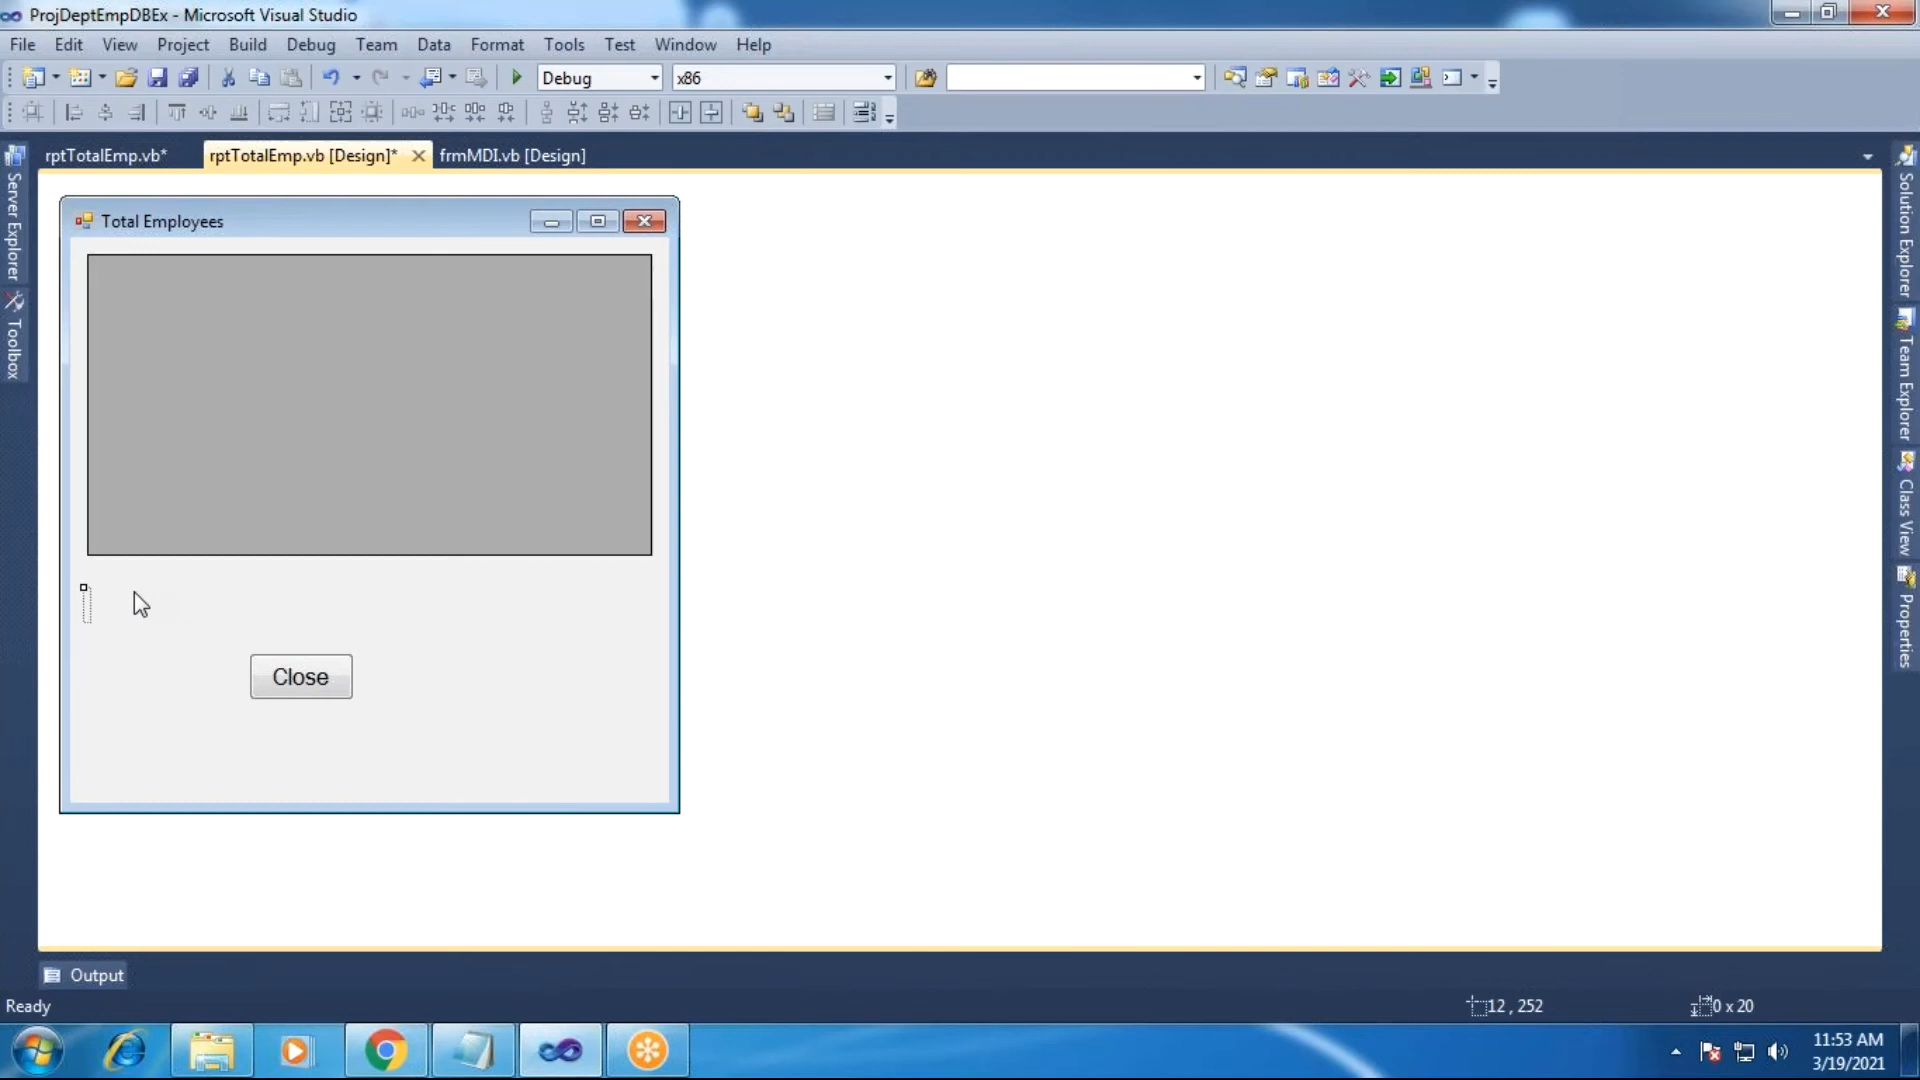 ProjDeptEmpDBEx - Microsoft Visual Studio
File Edit View Project Build Debug Team Data Format Tools Test Window Help
Debug x86
rptTotalEmp.vb* rptTotalEmp.vb [Design]* frmMDI.vb [Design]
Server Explorer
Toolbox
Total Employees
Close
Solution Explorer
Team Explorer
Class View
Properties
Output
Ready 12 , 252 0 x 20
11:53 AM
3/19/2021